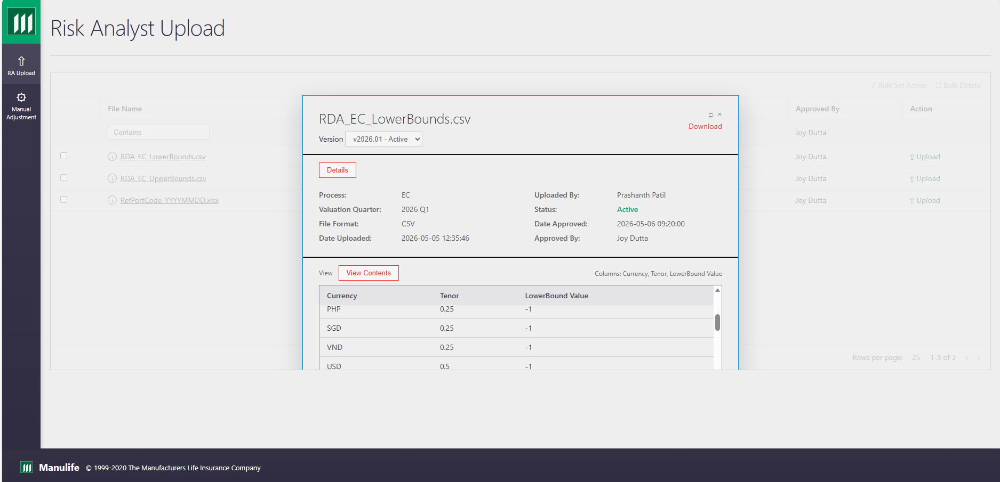 Risk Analyst Upload
RA Upload
Manual
Adjustment
✓ Bulk Set Active Bulk Delete
File Name Approved By Action
Contains Joy Dutta
RDA_EC_LowerBounds.csv Joy Dutta Upload
RDA_EC_UpperBounds.csv Joy Dutta Upload
RefPortCode_YYYYMMDD.xlsx Joy Dutta Upload
Rows per page: 25 1-3 of 3 ‹ ›
RDA_EC_LowerBounds.csv
Download
Version v2026.01 - Active
Details
Process: EC Uploaded By: Prashanth Patil
Valuation Quarter: 2026 Q1 Status: Active
File Format: CSV Date Approved: 2026-05-06 09:20:00
Date Uploaded: 2026-05-05 12:35:46 Approved By: Joy Dutta
View View Contents Columns: Currency, Tenor, LowerBound Value
Currency Tenor LowerBound Value
PHP 0.25 -1
SGD 0.25 -1
VND 0.25 -1
USD 0.5 -1
Manulife © 1999-2020 The Manufacturers Life Insurance Company